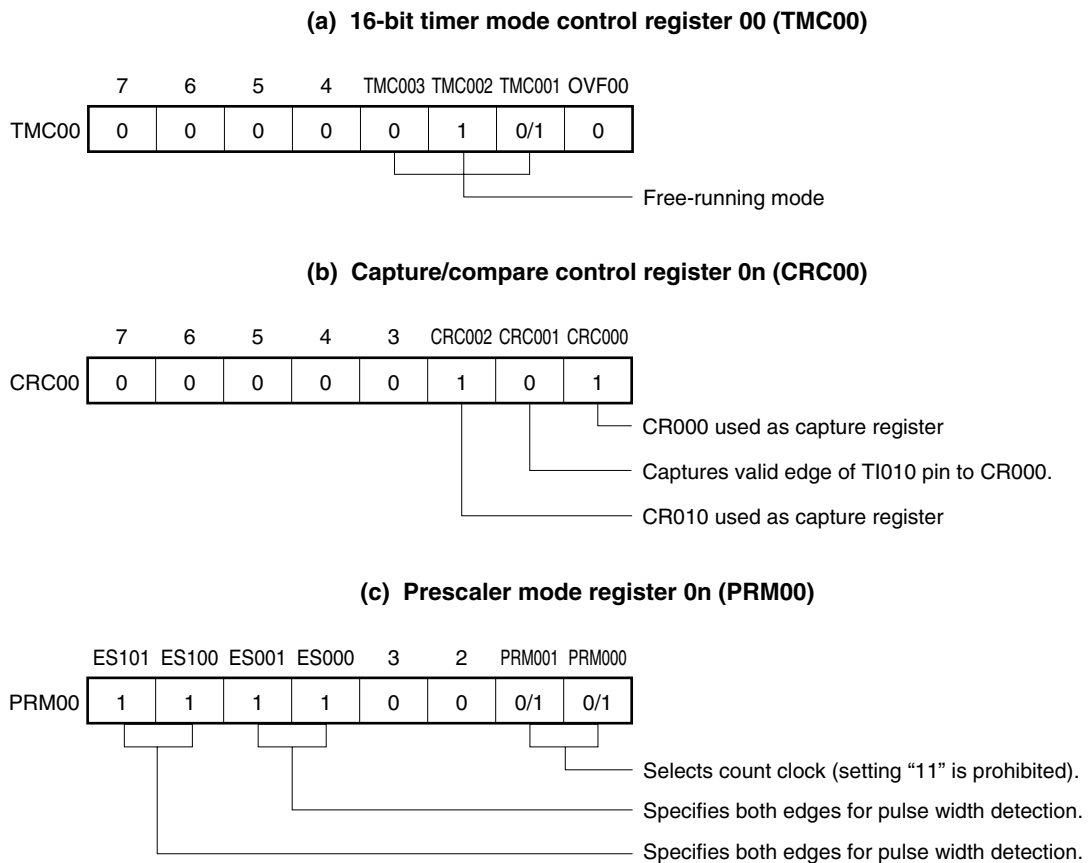 (a) 16-bit timer mode control register 00 (TMC00)
7 6 5 4 TMC003 TMC002 TMC001 OVF00
TMC00 0 0 0 0 0 1 0/1 0
Free-running mode
(b) Capture/compare control register 0n (CRC00)
7 6 5 4 3 CRC002 CRC001 CRC000
CRC00 0 0 0 0 0 1 0 1
CR000 used as capture register
Captures valid edge of TI010 pin to CR000.
CR010 used as capture register
(c) Prescaler mode register 0n (PRM00)
ES101 ES100 ES001 ES000 3 2 PRM001 PRM000
PRM00 1 1 1 1 0 0 0/1 0/1
Selects count clock (setting “11” is prohibited).
Specifies both edges for pulse width detection.
Specifies both edges for pulse width detection.